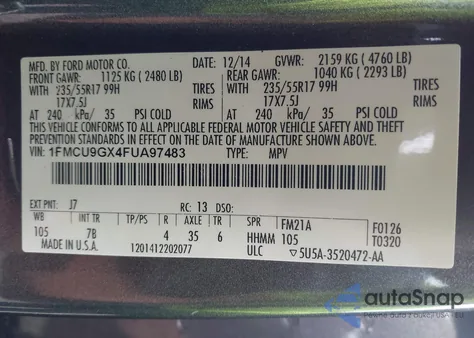 MFD. BY FORD MOTOR CO. 12/14 GVWR: 2159 KG ( 4760 LB)
FRONT GAWR: 1125 KG ( 2480 LB) REAR GAWR: 1040 KG ( 2293 LB)
WITH 235/55R17 99H TIRES WITH 235/55R17 99H TIRES
17X7.5J RIMS 17X7.5J RIMS
AT 240 kPa/ 35 PSI COLD AT 240 kPa/ 35 PSI COLD
THIS VEHICLE CONFORMS TO ALL APPLICABLE FEDERAL MOTOR VEHICLE SAFETY AND THEFT
PREVENTION STANDARDS IN EFFECT ON THE DATE OF MANUFACTURE SHOWN ABOVE.
VIN: 1FMCU9GX4FUA97483 TYPE: MPV
EXT PNT: J7 RC: 13 DSO:
WB INT TR TP/PS R AXLE TR SPR FM21A F0126
105 7B 4 35 6 HHMM 105 T0320
1201412202077 ULC 5U5A-3520472-AA
autaSnap